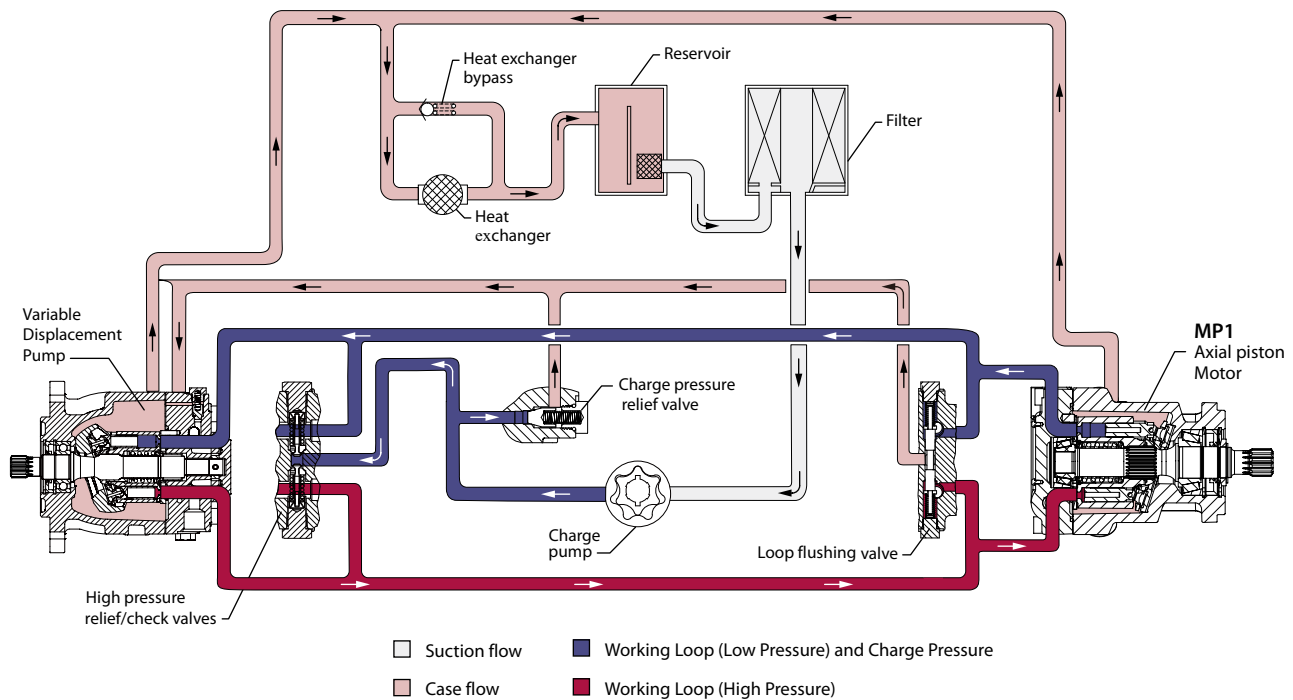 Heat exchanger
bypass
Reservoir
Filter
Heat
exchanger
Variable
Displacement
Pump
MP1
Axial piston
Motor
Charge pressure
relief valve
Charge
pump
Loop flushing valve
High pressure
relief/check valves
Suction flow
Working Loop (Low Pressure) and Charge Pressure
Case flow
Working Loop (High Pressure)